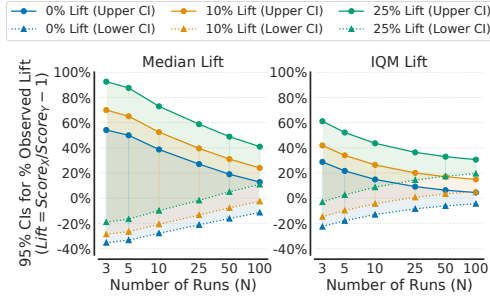 0% Lift (Upper CI) 10% Lift (Upper CI) 25% Lift (Upper CI)
0% Lift (Lower CI) 10% Lift (Lower CI) 25% Lift (Lower CI)
Median Lift
IQM Lift
95% CIs for % Observed Lift
(Lift = Score_X/Score_Y − 1)
100%
80%
60%
40%
20%
0%
-20%
-40%
3 5 10 25 50 100
Number of Runs (N)
100%
80%
60%
40%
20%
0%
-20%
-40%
3 5 10 25 50 100
Number of Runs (N)